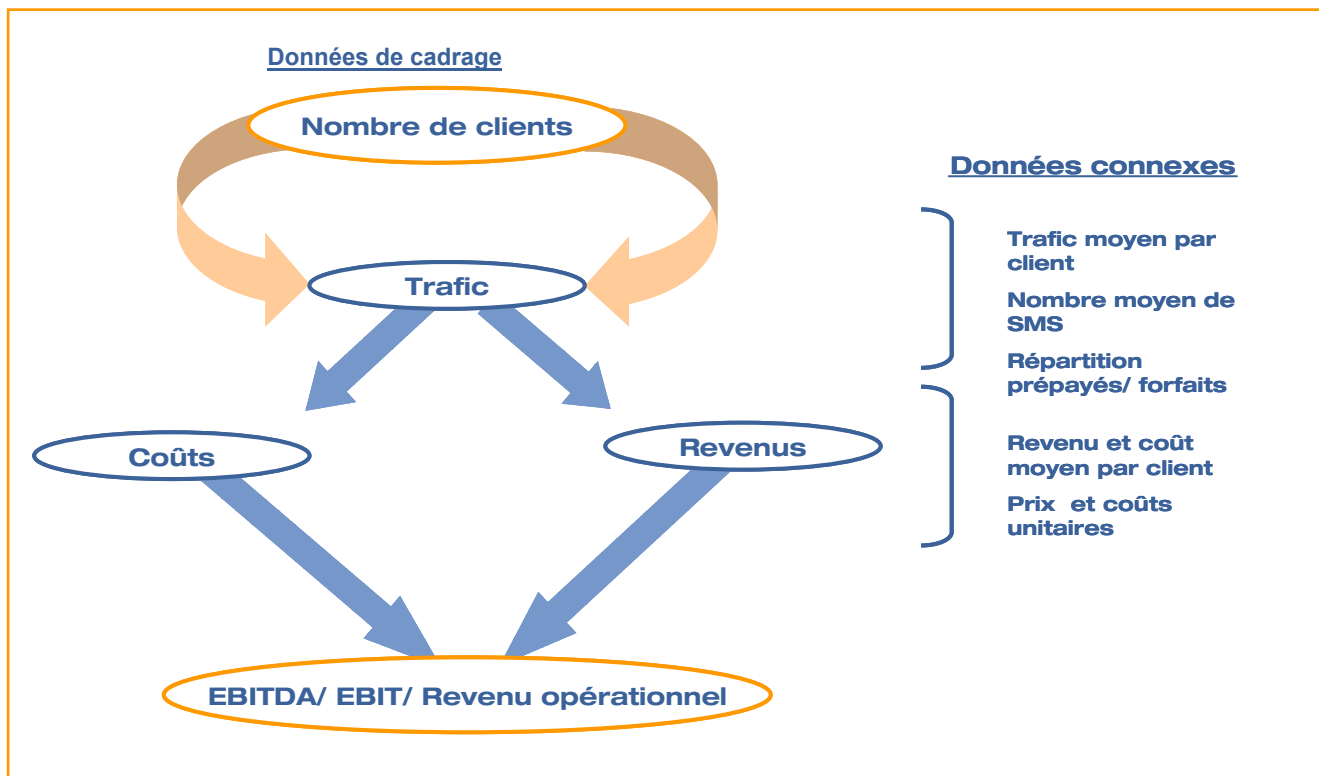 Données de cadrage
Nombre de clients
Trafic
Coûts
Revenus
EBITDA/ EBIT/ Revenu opérationnel
Données connexes
Trafic moyen par
client
Nombre moyen de
SMS
Répartition
prépayés/ forfaits
Revenu et coût
moyen par client
Prix et coûts
unitaires